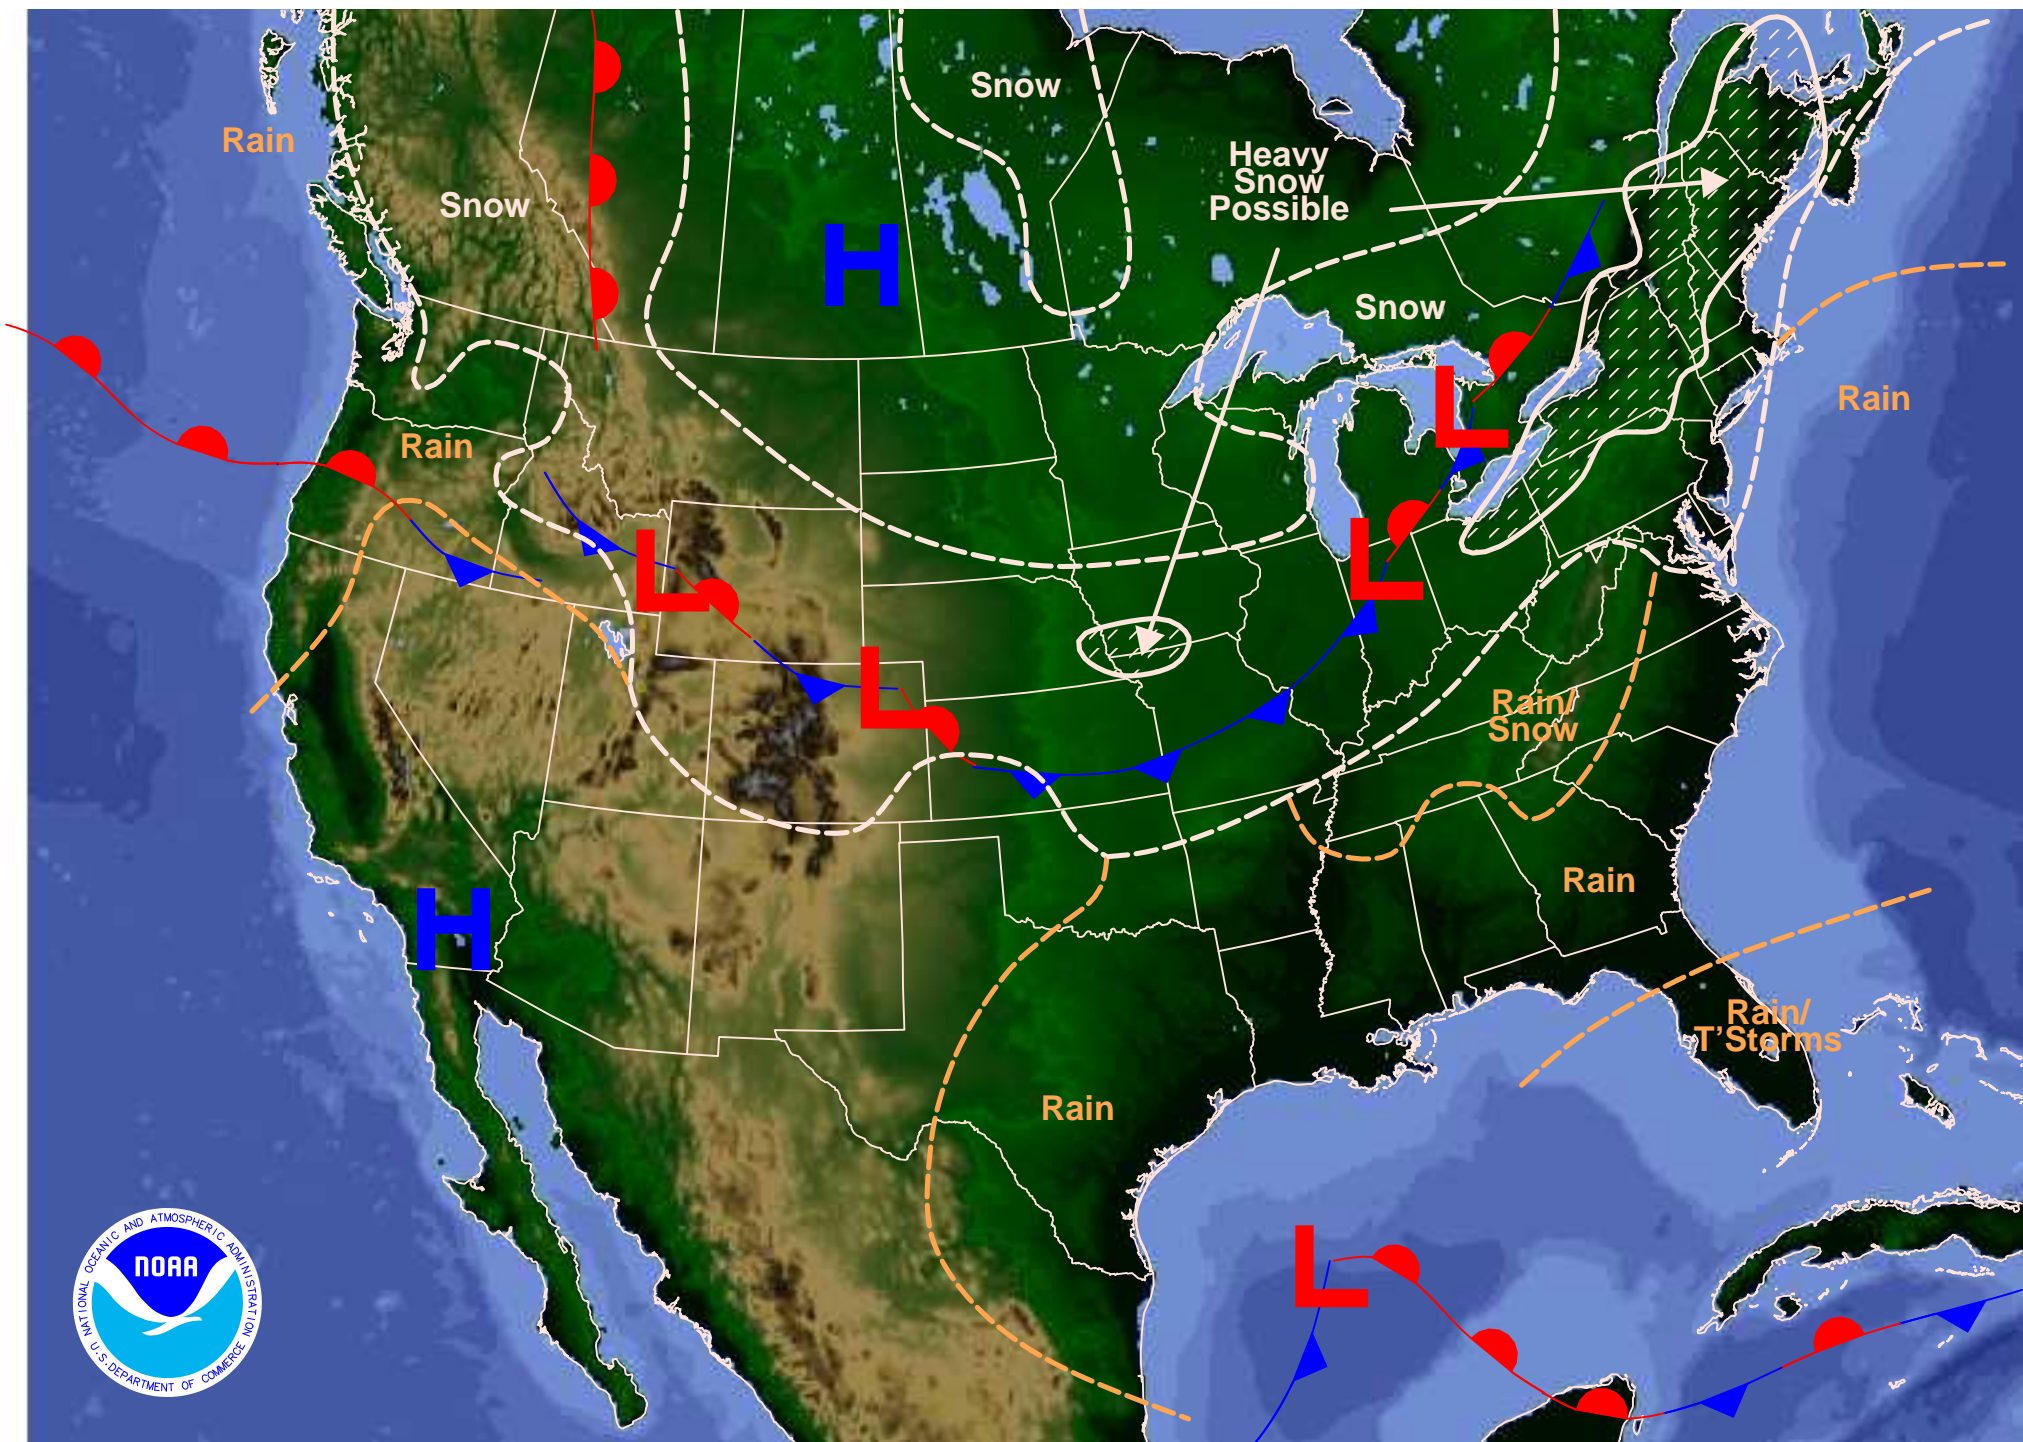 Snow
Rain
Heavy
Snow
Possible
Snow
H
Snow
L
Rain
Rain
L
L
L
Rain/
Snow
Rain
H
Rain/
T'Storms
Rain
L
NATIONAL OCEANIC AND ATMOSPHERIC ADMINISTRATION
NOAA
U.S. DEPARTMENT OF COMMERCE